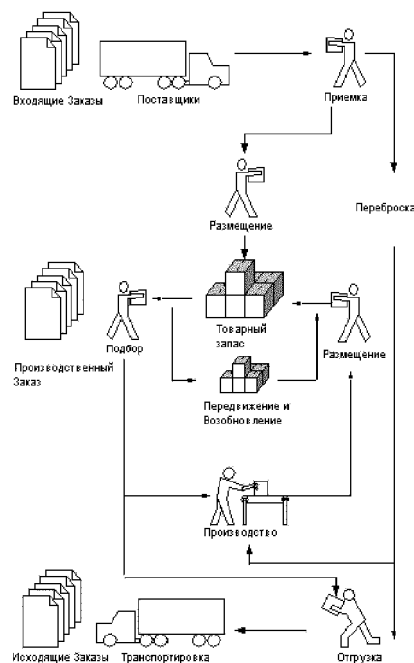 Входящие Заказы
Поставщики
Приемка
Размещение
Переброска
Товарный
запас
Подбор
Размещение
Производственный
Заказ
Передвижение и
Возобновление
Производство
Исходящие Заказы
Транспортировка
Отгрузка